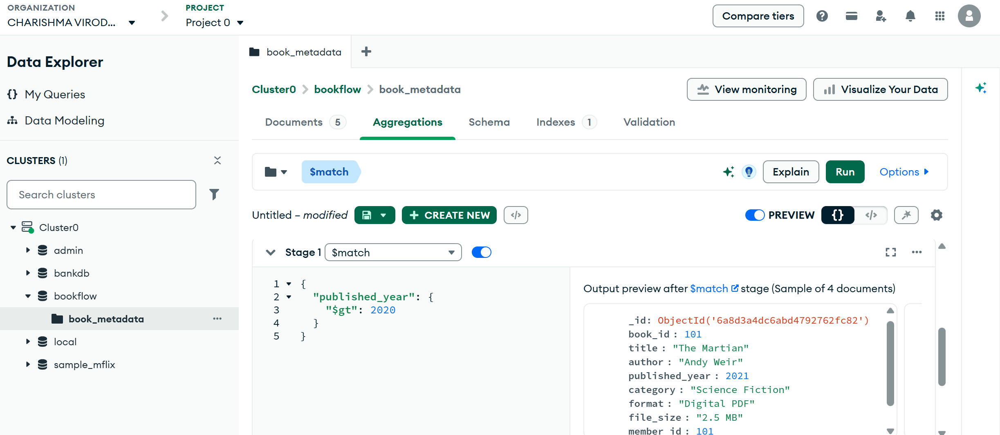 ORGANIZATION
CHARISHMA VIROD...
PROJECT
Project 0
Compare tiers
Data Explorer
My Queries
Data Modeling
CLUSTERS (1)
Search clusters
Cluster0
admin
bankdb
bookflow
book_metadata
local
sample_mflix
book_metadata
Cluster0 > bookflow > book_metadata
View monitoring
Visualize Your Data
Documents 5
Aggregations
Schema
Indexes 1
Validation
$match
Explain
Run
Options
Untitled – modified
+ CREATE NEW
</>
PREVIEW
{}
</>
Stage 1
$match
1 {
2 "published_year": {
3 "$gt": 2020
4 }
5 }
Output preview after $match stage (Sample of 4 documents)
_id: ObjectId('6a8d3a4dc6abd4792762fc82')
book_id : 101
title : "The Martian"
author : "Andy Weir"
published_year : 2021
category : "Science Fiction"
format : "Digital PDF"
file_size : "2.5 MB"
member_id : 101